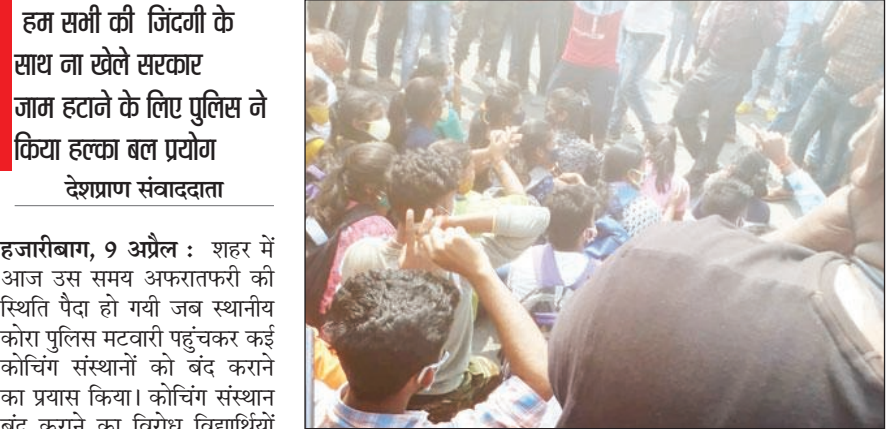 हम सभी की जिंदगी के
साथ ना खेले सरकार
जाम हटाने के लिए पुलिस ने
किया हल्का बल प्रयोग
देशप्राण संवाददाता
हजारीबाग, 9 अप्रैल : शहर में
आज उस समय अफरातफरी की
स्थिति पैदा हो गयी जब स्थानीय
कोरा पुलिस मटवारी पहुंचकर कई
कोचिंग संस्थानों को बंद कराने
का प्रयास किया। कोचिंग संस्थान
बंद कराने का विरोध विद्यार्थियों